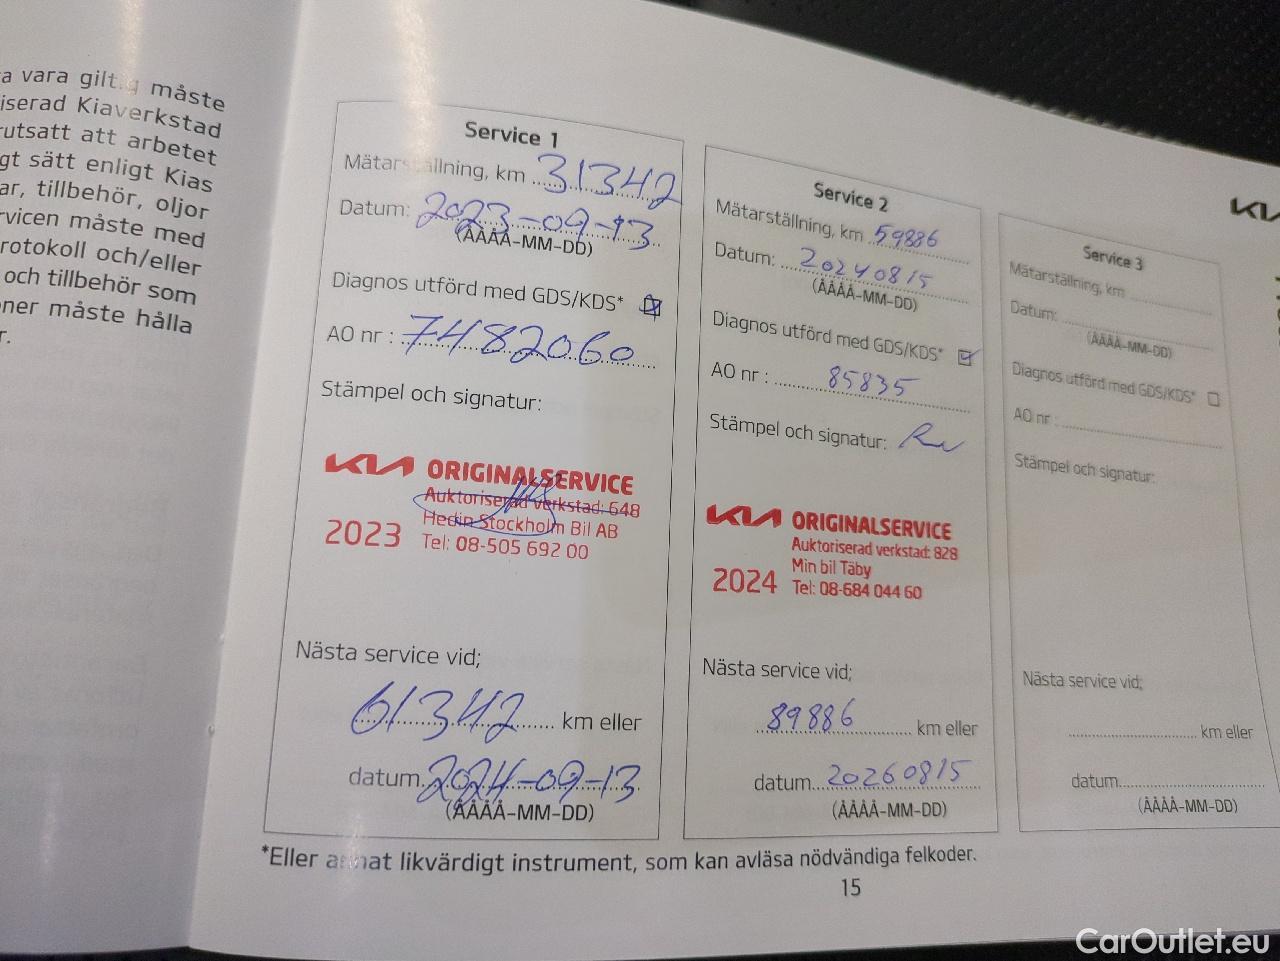 a vara giltig måste
iserad Kiaverkstad
rutsatt att arbetet
gt sätt enligt Kias
ar, tillbehör, oljor
rvicen måste med
rotokoll och/eller
och tillbehör som
oner måste hålla
r.
Service 1
Mätarställning, km 31342
Datum: 2023-09-13
(ÅÅÅÅ-MM-DD)
Diagnos utförd med GDS/KDS*
AO nr : 7482060
Stämpel och signatur:
KIA ORIGINALSERVICE
Auktoriserad verkstad: 648
Hedin Stockholm Bil AB
2023 Tel: 08-505 692 00
Nästa service vid;
61342 km eller
datum 2024-09-13
(ÅÅÅÅ-MM-DD)
Service 2
Mätarställning, km 59886
Datum: 20240815
(ÅÅÅÅ-MM-DD)
Diagnos utförd med GDS/KDS*
AO nr : 85835
Stämpel och signatur:
KIA ORIGINALSERVICE
Auktoriserad verkstad: 828
Min bil Täby
2024 Tel: 08-684 044 60
Nästa service vid;
89886 km eller
datum 20260815
(ÅÅÅÅ-MM-DD)
Service 3
Mätarställning, km
Datum:
(ÅÅÅÅ-MM-DD)
Diagnos utförd med GDS/KDS*
AO nr :
Stämpel och signatur:
Nästa service vid;
km eller
datum
(ÅÅÅÅ-MM-DD)
KIA
*Eller annat likvärdigt instrument, som kan avläsa nödvändiga felkoder.
15
CarOutlet.eu